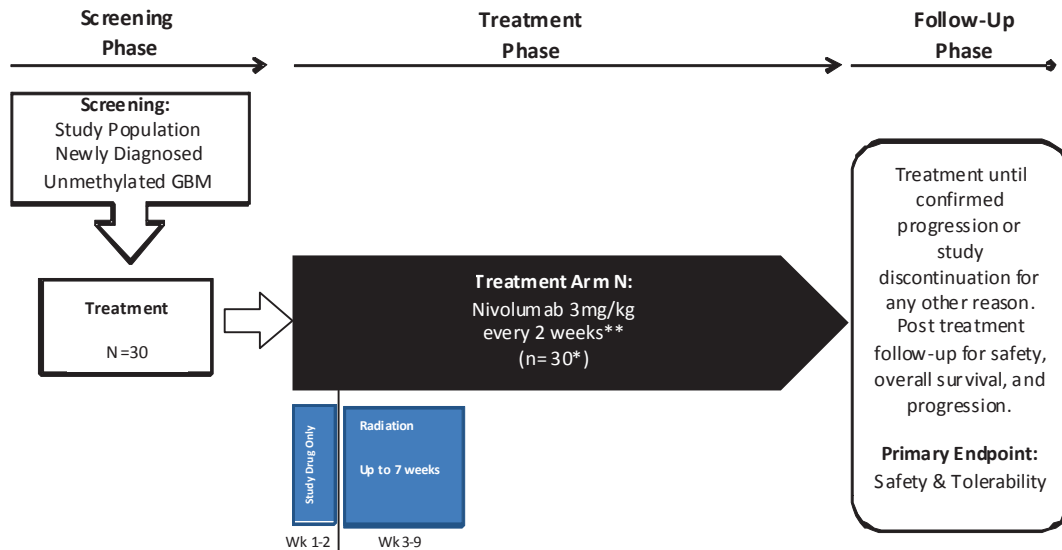 Screening
Phase
Treatment
Phase
Follow-Up
Phase
Screening:
Study Population
Newly Diagnosed
Unmethylated GBM
Treatment
N=30
Treatment Arm N:
Nivolumab 3mg/kg
every 2 weeks**
(n= 30*)
Study Drug Only
Radiation
Up to 7 weeks
Wk 1-2
Wk 3-9
Treatment until
confirmed
progression or
study
discontinuation for
any other reason.
Post treatment
follow-up for safety,
overall survival, and
progression.
Primary Endpoint:
Safety & Tolerability